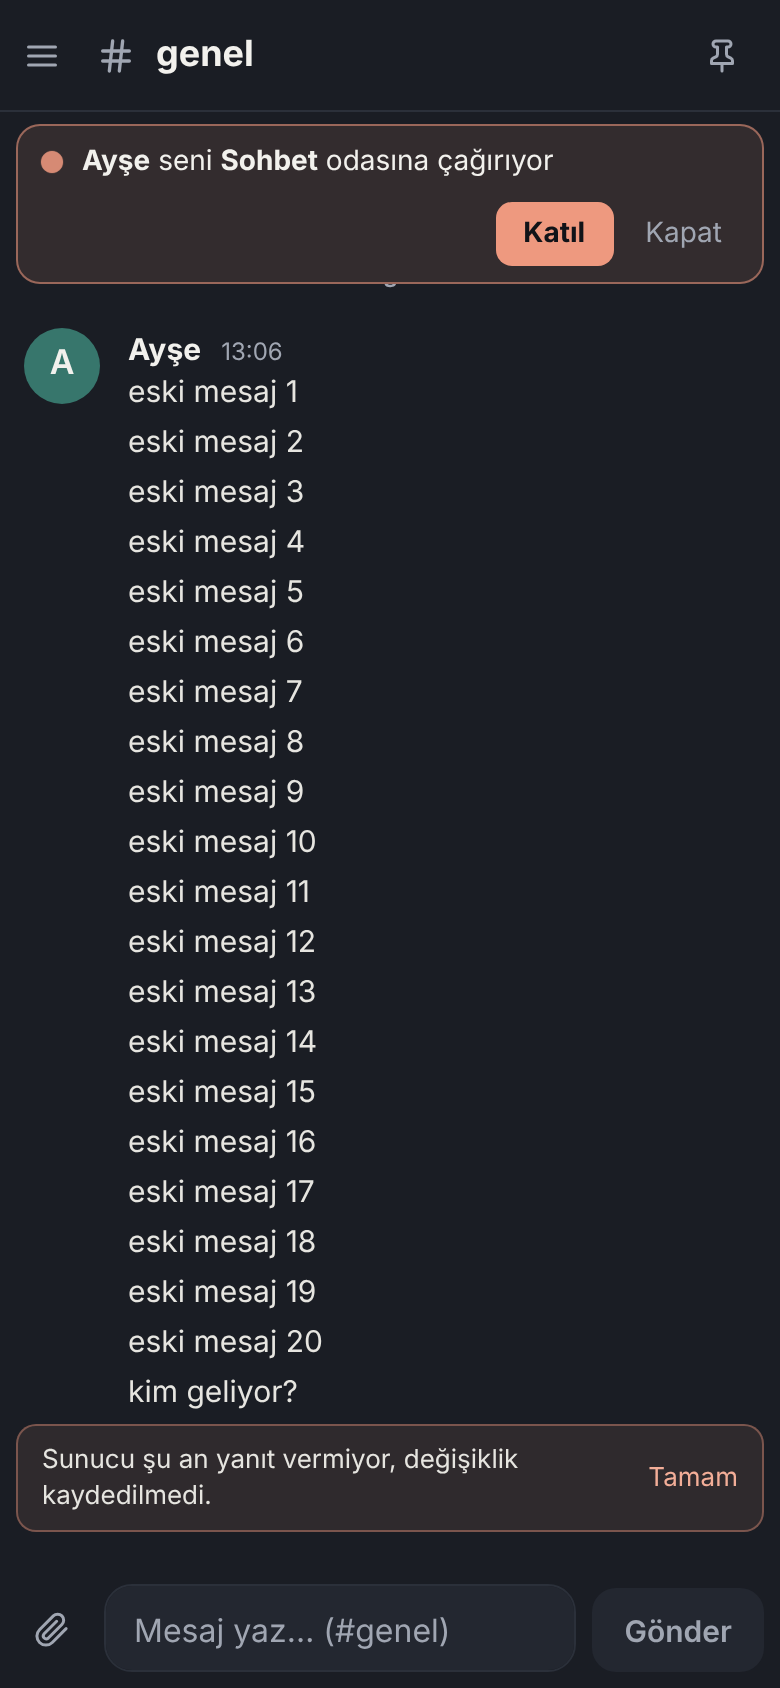 # genel
Ayşe seni Sohbet odasına çağırıyor
Katıl Kapat
A
Ayşe 13:06
eski mesaj 1
eski mesaj 2
eski mesaj 3
eski mesaj 4
eski mesaj 5
eski mesaj 6
eski mesaj 7
eski mesaj 8
eski mesaj 9
eski mesaj 10
eski mesaj 11
eski mesaj 12
eski mesaj 13
eski mesaj 14
eski mesaj 15
eski mesaj 16
eski mesaj 17
eski mesaj 18
eski mesaj 19
eski mesaj 20
kim geliyor?
Sunucu şu an yanıt vermiyor, değişiklik
kaydedilmedi.
Tamam
Mesaj yaz... (#genel)
Gönder